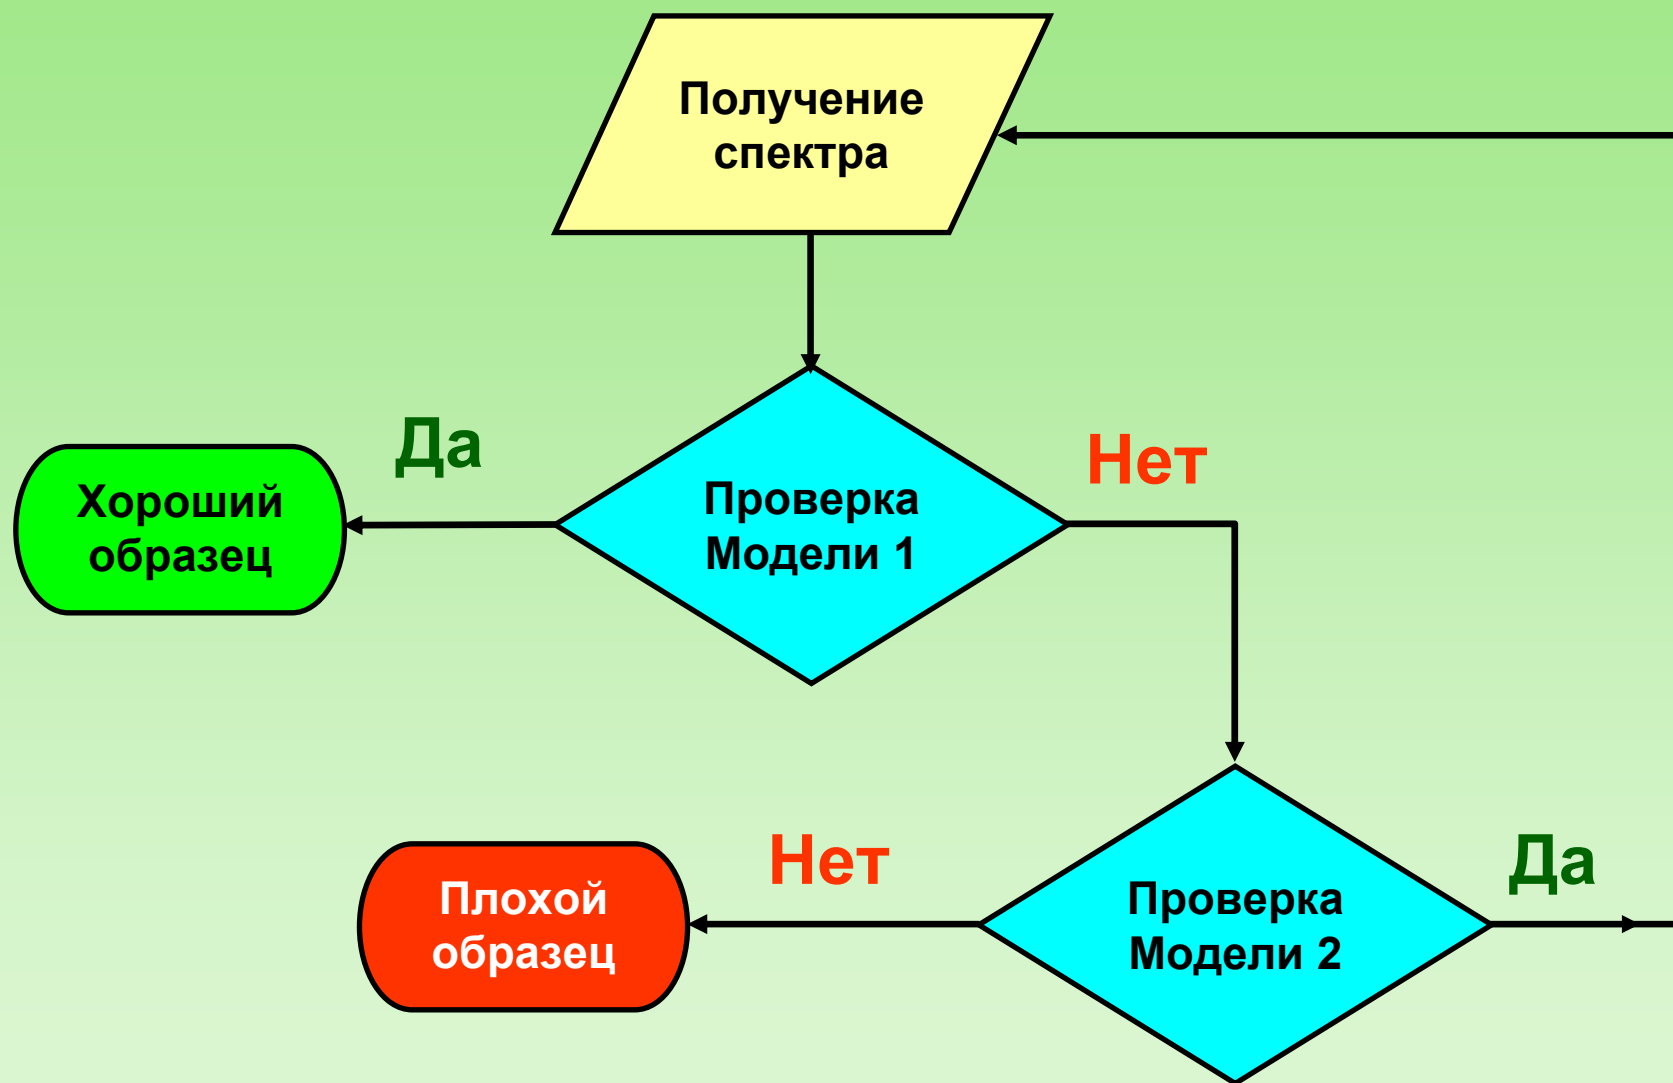 Получение
спектра
Да
Нет
Хороший
образец
Проверка
Модели 1
Нет
Да
Плохой
образец
Проверка
Модели 2